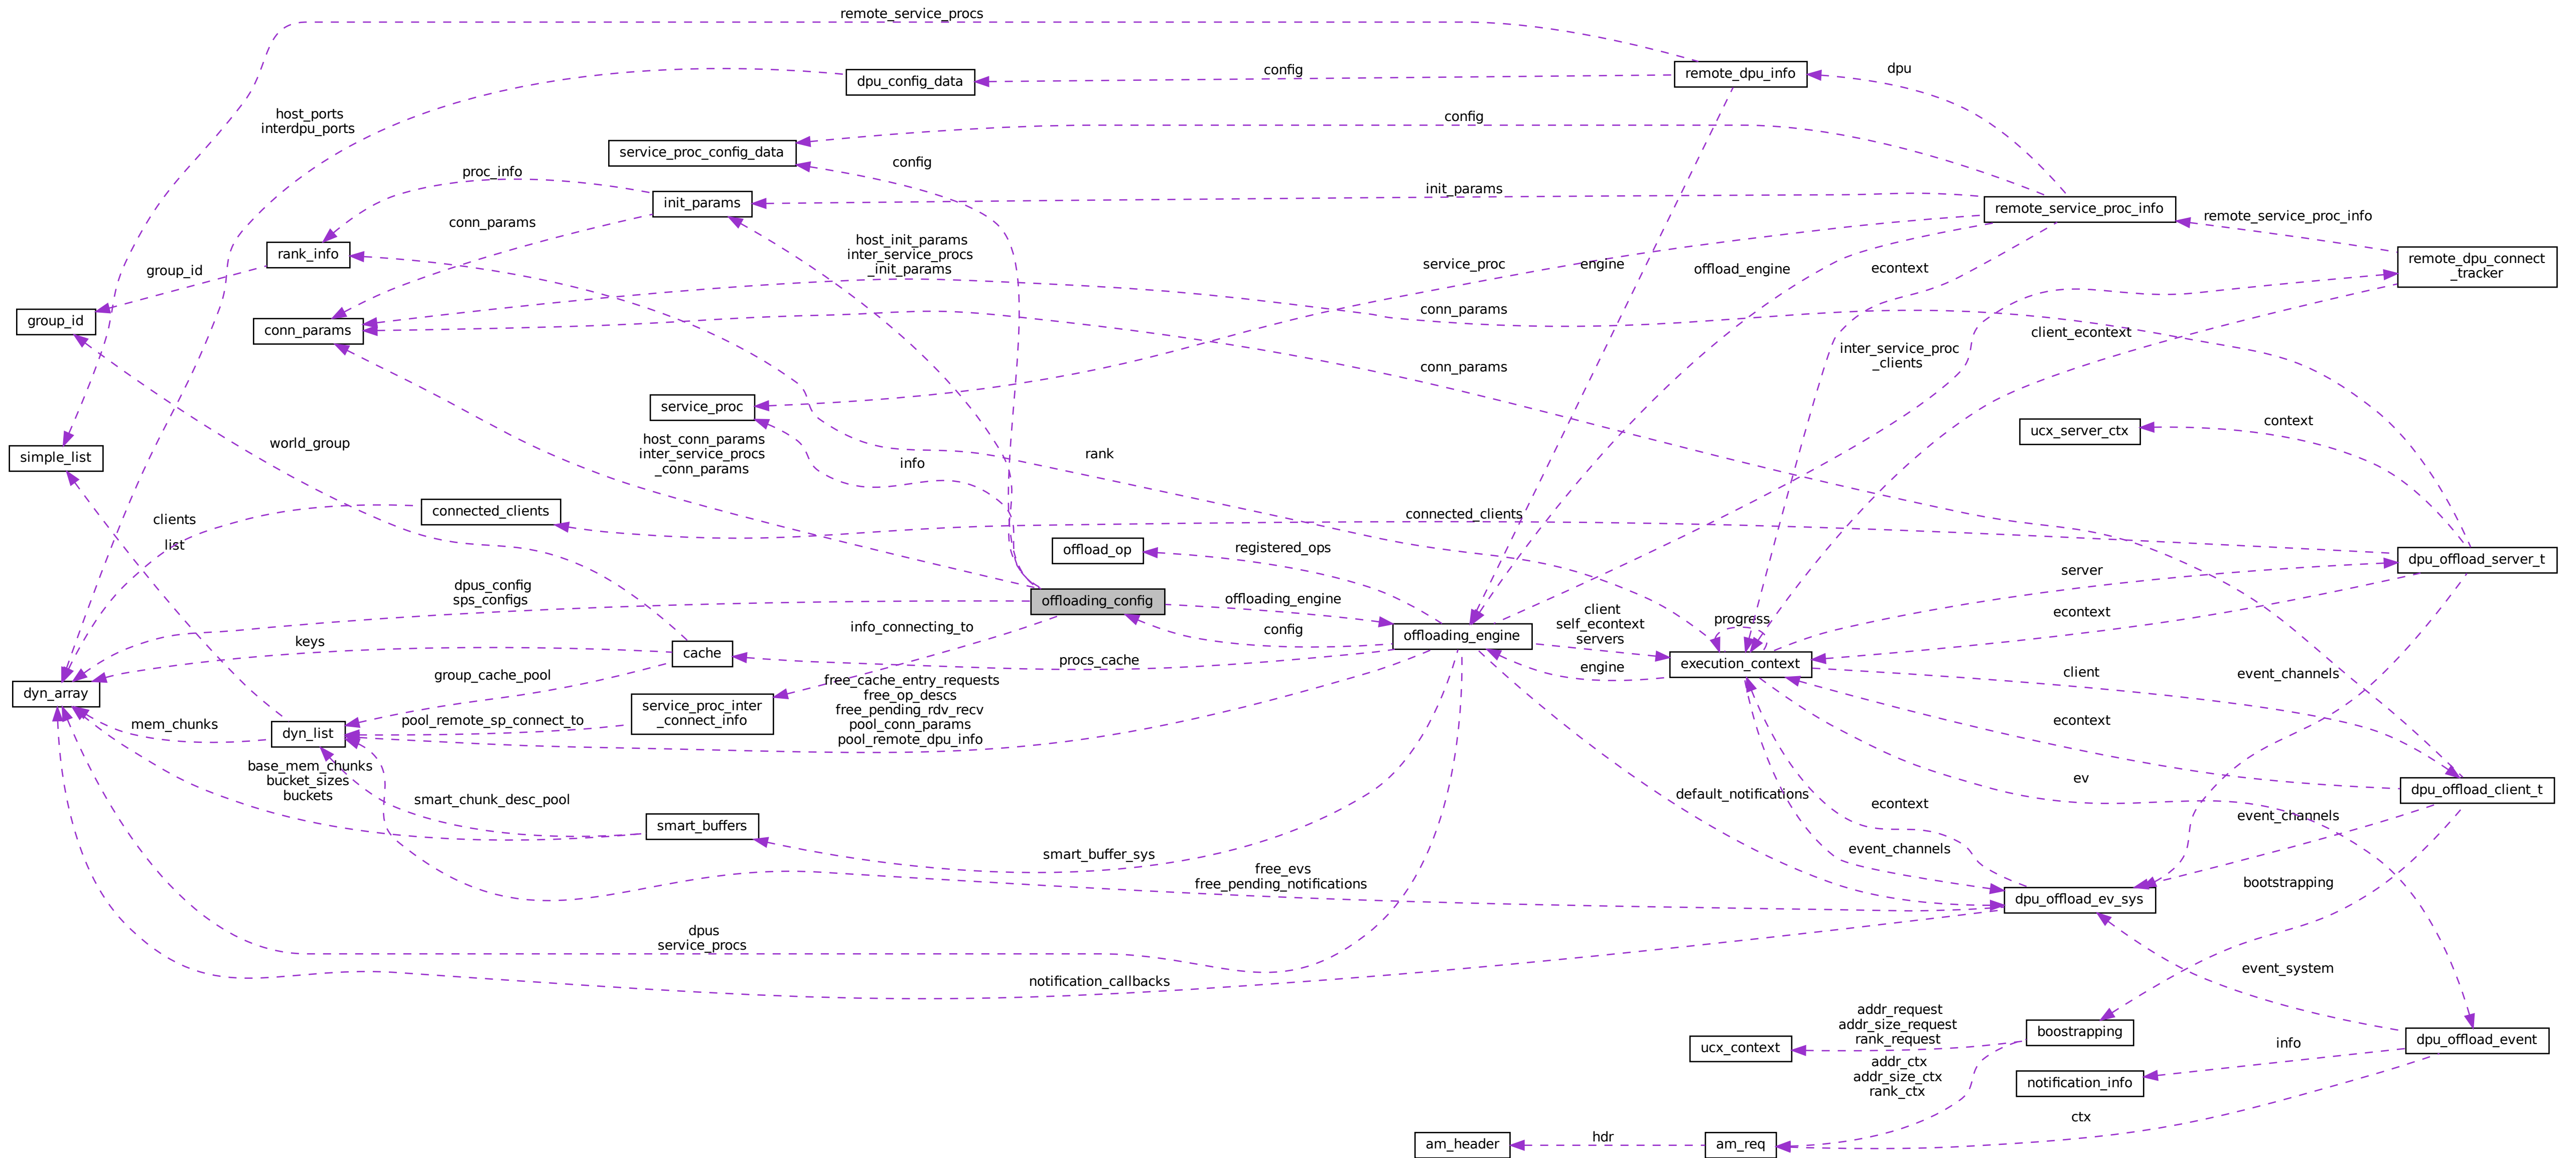 remote_service_procs
remote_dpu_info
dpu
config
dpu_config_data
host_ports
interdpu_ports
config
service_proc_config_data
config
proc_info
init_params
init_params
remote_service_proc_info
remote_service_proc_info
conn_params
host_init_params
inter_service_procs
_init_params
rank_info
group_id
service_proc
engine
offload_engine
econtext
remote_dpu_connect
_tracker
group_id
conn_params
conn_params
client_econtext
inter_service_proc
_clients
conn_params
service_proc
ucx_server_ctx
context
world_group
host_conn_params
inter_service_procs
_conn_params
simple_list
info
rank
connected_clients
connected_clients
clients
list
offload_op
registered_ops
dpu_offload_server_t
server
dpus_config
sps_configs
offloading_config
offloading_engine
client
self_econtext
servers
econtext
progress
info_connecting_to
config
offloading_engine
keys
cache
procs_cache
engine
execution_context
client
event_channels
group_cache_pool
free_cache_entry_requests
free_op_descs
free_pending_rdv_recv
pool_conn_params
pool_remote_dpu_info
dyn_array
service_proc_inter
_connect_info
mem_chunks
dyn_list
pool_remote_sp_connect_to
econtext
base_mem_chunks
bucket_sizes
buckets
smart_chunk_desc_pool
default_notifications
ev
dpu_offload_client_t
smart_buffers
econtext
event_channels
smart_buffer_sys
event_channels
free_evs
free_pending_notifications
bootstrapping
dpu_offload_ev_sys
dpus
service_procs
notification_callbacks
event_system
addr_request
addr_size_request
rank_request
ucx_context
boostrapping
dpu_offload_event
info
addr_ctx
addr_size_ctx
rank_ctx
notification_info
ctx
am_header
hdr
am_req